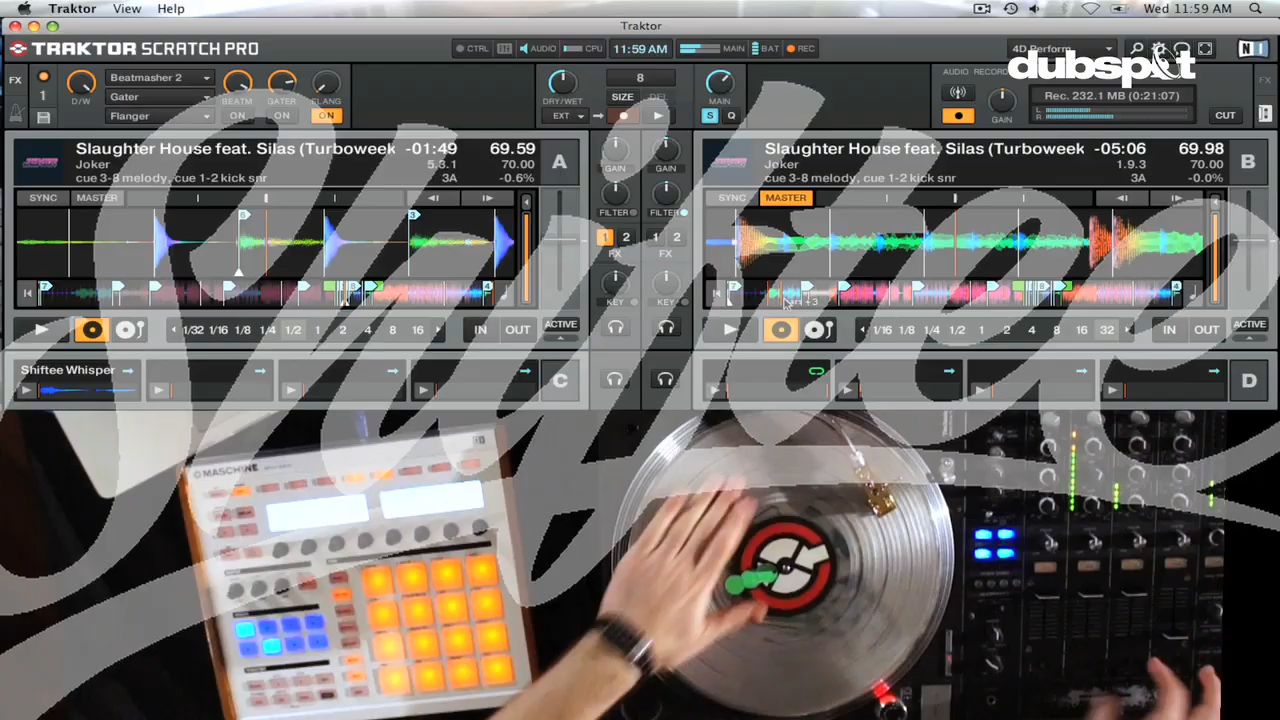 Traktor View Help Wed 11:59 AM
Traktor
TRAKTOR SCRATCH PRO CTRL AUDIO CPU 11:59 AM MAIN BAT REC 4D Perform
dubspot
FX Beatmasher 2 8 AUDIO RECORD FX
1 Gater SIZE DEL Rec. 232.1 MB (0:21:07)
D/W BEATM GATER FLANG DRY/WET MAIN
Flanger ON ON ON EXT S Q GAIN L R CUT
Slaughter House feat. Silas (Turboweek -01:49 69.59 A
Joker 5.3.1 70.00
cue 3-8 melody, cue 1-2 kick snr 3A -0.6%
SYNC MASTER
GAIN GAIN
FILTER FILTER
1 2 1 2
FX FX
KEY KEY
Slaughter House feat. Silas (Turboweek -05:06 69.98 B
Joker 1.9.3 70.00
cue 3-8 melody, cue 1-2 kick snr 3A -0.0%
SYNC MASTER
1/32 1/16 1/8 1/4 1/2 1 2 4 8 16 IN OUT ACTIVE
1/16 1/8 1/4 1/2 1 2 4 8 16 32 IN OUT ACTIVE
Shiftee Whisper C D
Shiftee
MASCHINE